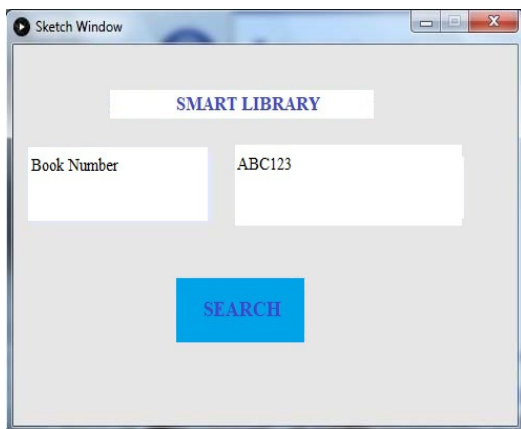 Sketch Window
SMART LIBRARY
Book Number
ABC123
SEARCH